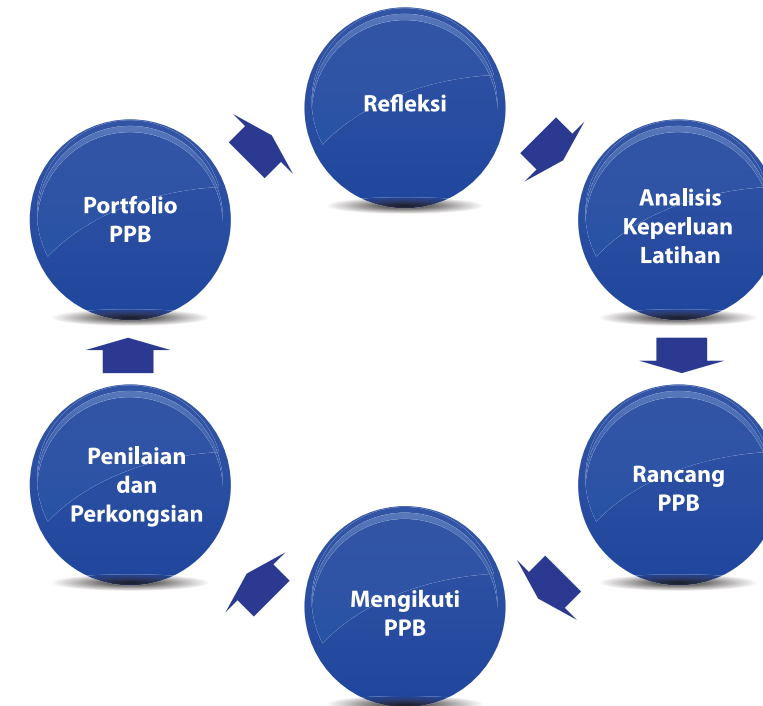 Refleksi
Analisis
Keperluan
Latihan
Rancang
PPB
Mengikuti
PPB
Penilaian
dan
Perkongsian
Portfolio
PPB